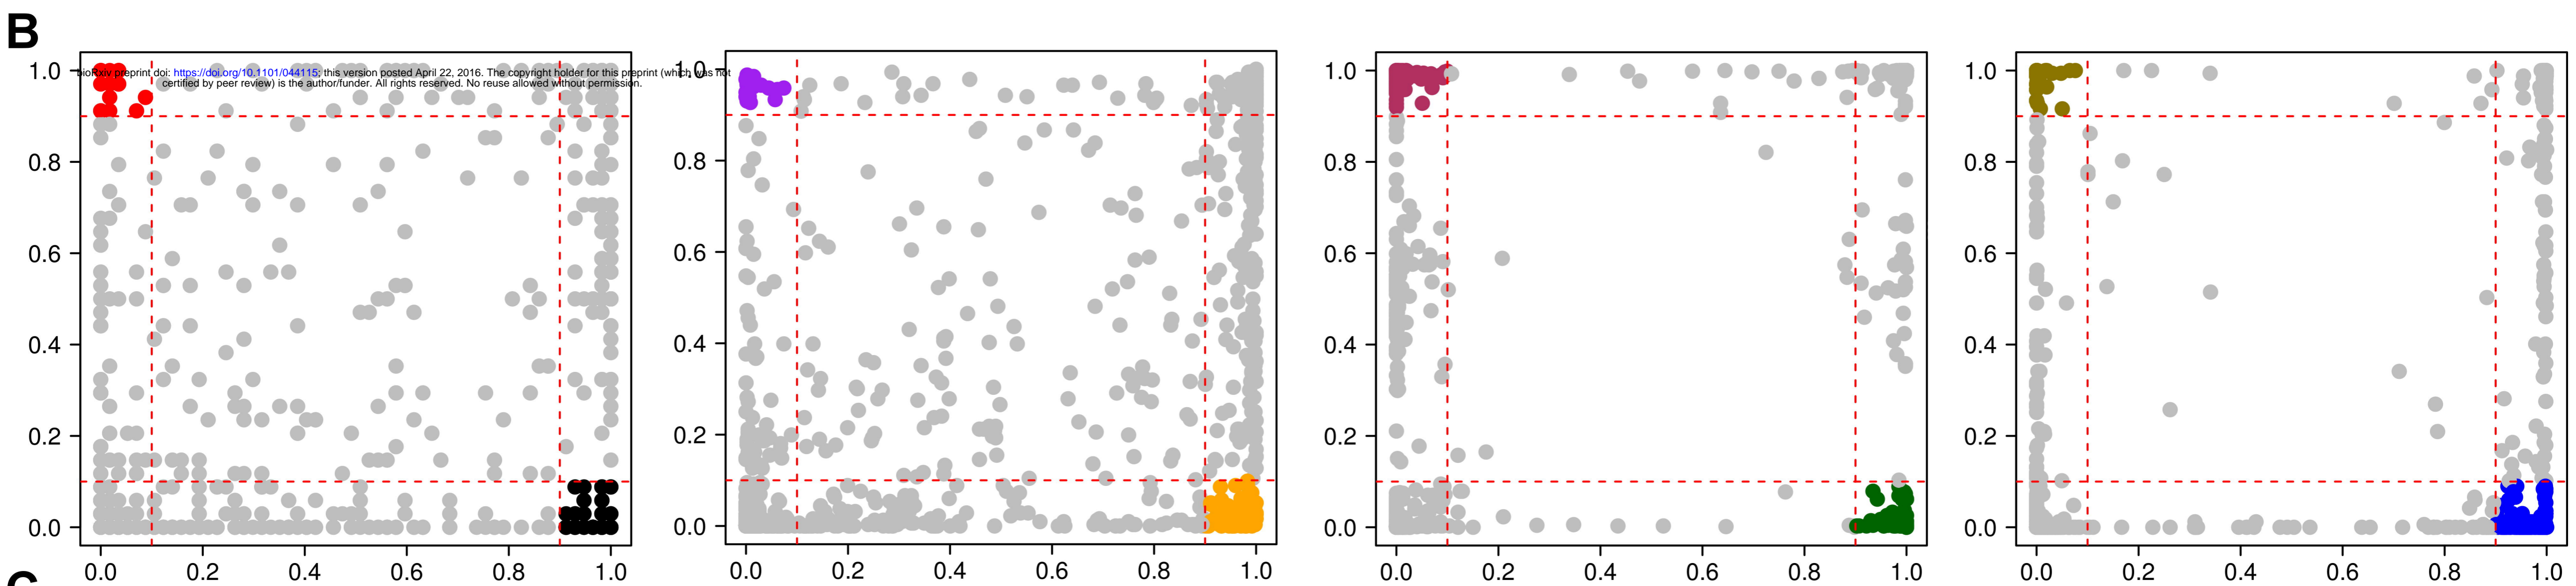 B
bioRxiv preprint doi: https://doi.org/10.1101/044115; this version posted April 22, 2016. The copyright holder for this preprint (which was not
certified by peer review) is the author/funder. All rights reserved. No reuse allowed without permission.
1.0 1.0 1.0 1.0
0.8 0.8 0.8 0.8
0.6 0.6 0.6 0.6
0.4 0.4 0.4 0.4
0.2 0.2 0.2 0.2
0.0 0.0 0.0 0.0
0.0 0.2 0.4 0.6 0.8 1.0 0.0 0.2 0.4 0.6 0.8 1.0 0.0 0.2 0.4 0.6 0.8 1.0 0.0 0.2 0.4 0.6 0.8 1.0